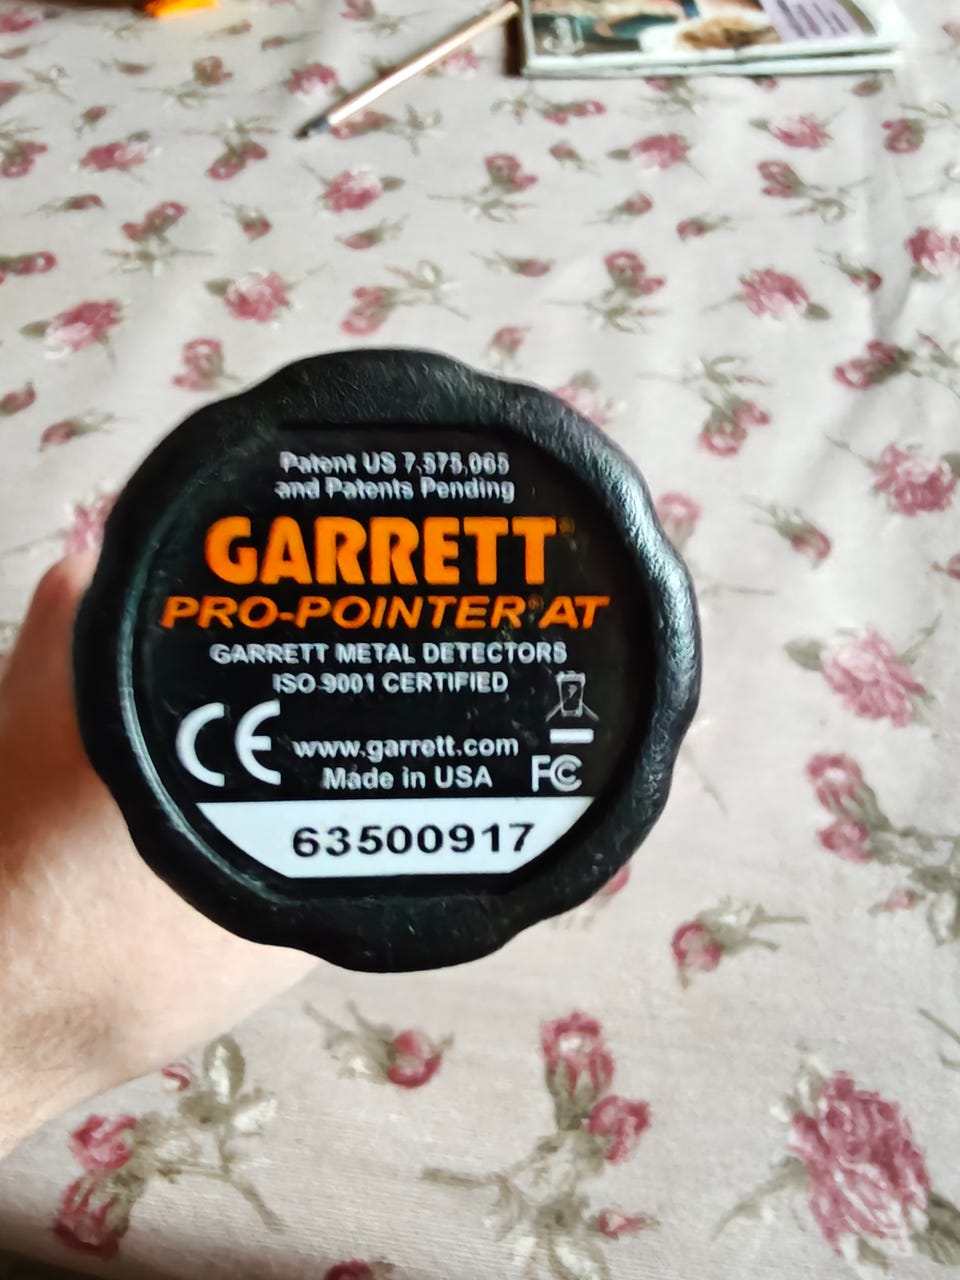 Patent US 7,575,065
and Patents Pending
GARRETT®
PRO-POINTER® AT
GARRETT METAL DETECTORS
ISO 9001 CERTIFIED
CE
www.garrett.com
Made in USA
FC
63500917